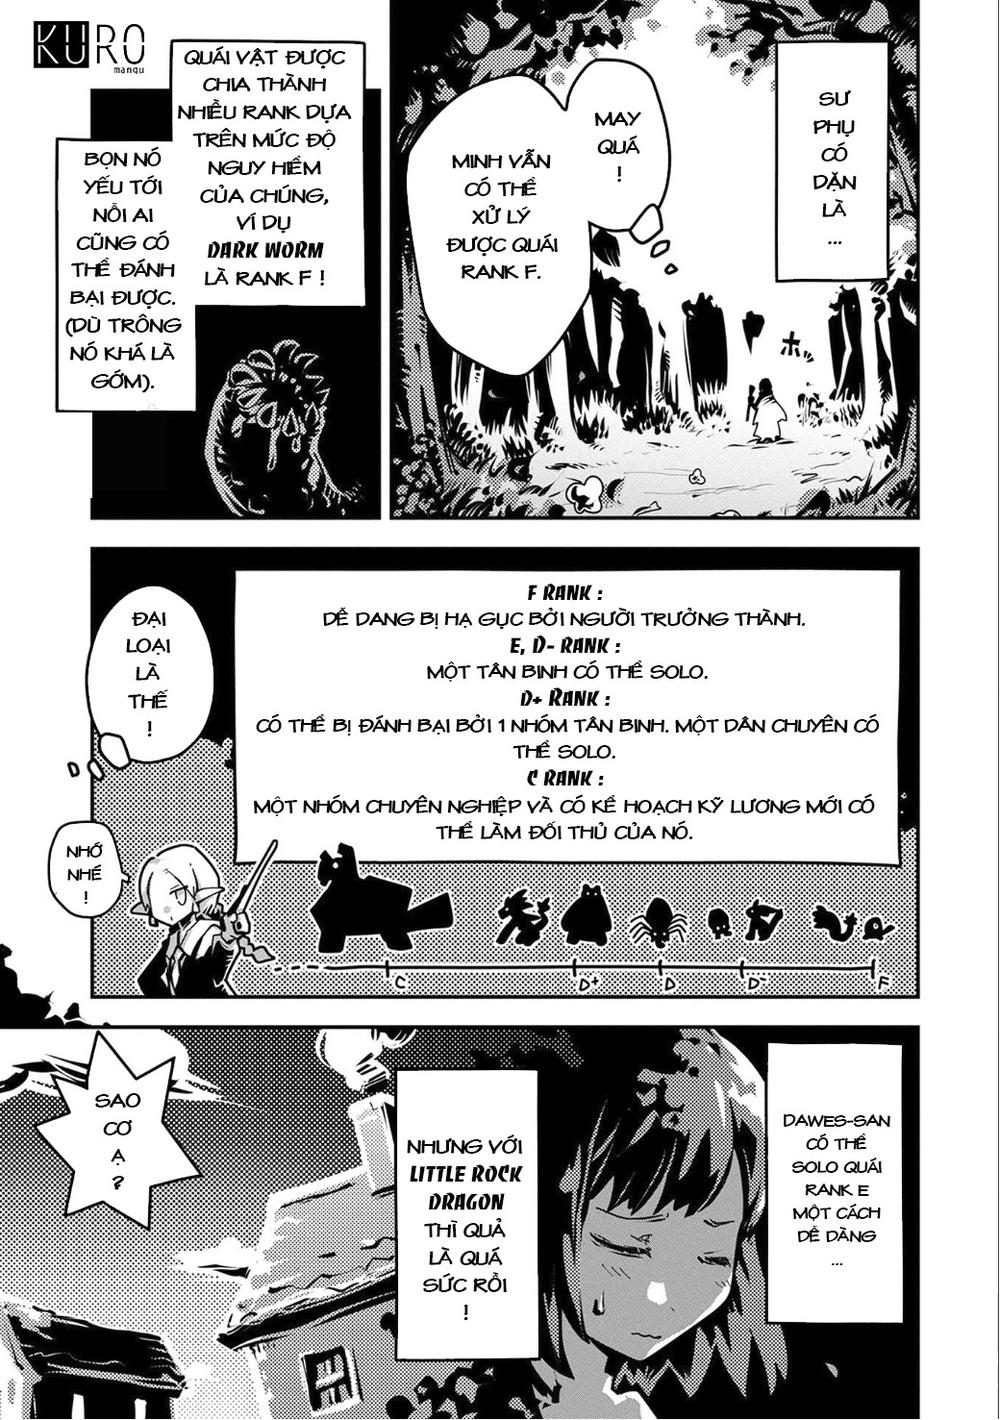 KURO
mangu
SƯ
PHỤ
CÓ
DẶN
LÀ
...
MAY
QUÁ
!
MINH VẪN
CÓ THỂ
XỬ LÝ
ĐƯỢC QUÁI
RANK F.
ホ
QUÁI VẬT ĐƯỢC
CHIA THÀNH
NHIỀU RANK DỰA
TRÊN MỨC ĐỘ
NGUY HIỂM
CỦA CHÚNG,
VÍ DỤ
DARK WORM
LÀ RANK F !
BỌN NÓ
YẾU TỚI
NỖI AI
CŨNG CÓ
THỂ ĐÁNH
BẠI ĐƯỢC.
(DÙ TRÔNG
NÓ KHÁ LÀ
GỚM).
F RANK :
DỄ DANG BỊ HẠ GỤC BỞI NGƯỜI TRƯỞNG THÀNH.
E, D- RANK :
MỘT TÂN BINH CÓ THỂ SOLO.
D+ RANK :
CÓ THỂ BỊ ĐÁNH BẠI BỞI 1 NHÓM TÂN BINH. MỘT DÂN CHUYÊN CÓ
THỂ SOLO.
C RANK :
MỘT NHÓM CHUYÊN NGHIỆP VÀ CÓ KẾ HOẠCH KỸ LƯƠNG MỚI CÓ
THỂ LÀM ĐỐI THỦ CỦA NÓ.
ĐẠI
LOẠI
LÀ
THẾ
!
NHỚ
NHÉ
!
C D+ D D- F
DAWES-SAN
CÓ THỂ
SOLO QUÁI
RANK E
MỘT CÁCH
DỄ DÀNG
...
NHƯNG VỚI
LITTLE ROCK
DRAGON
THÌ QUẢ
LÀ QUÁ
SỨC RỒI
!
SAO
CƠ
Ạ
?